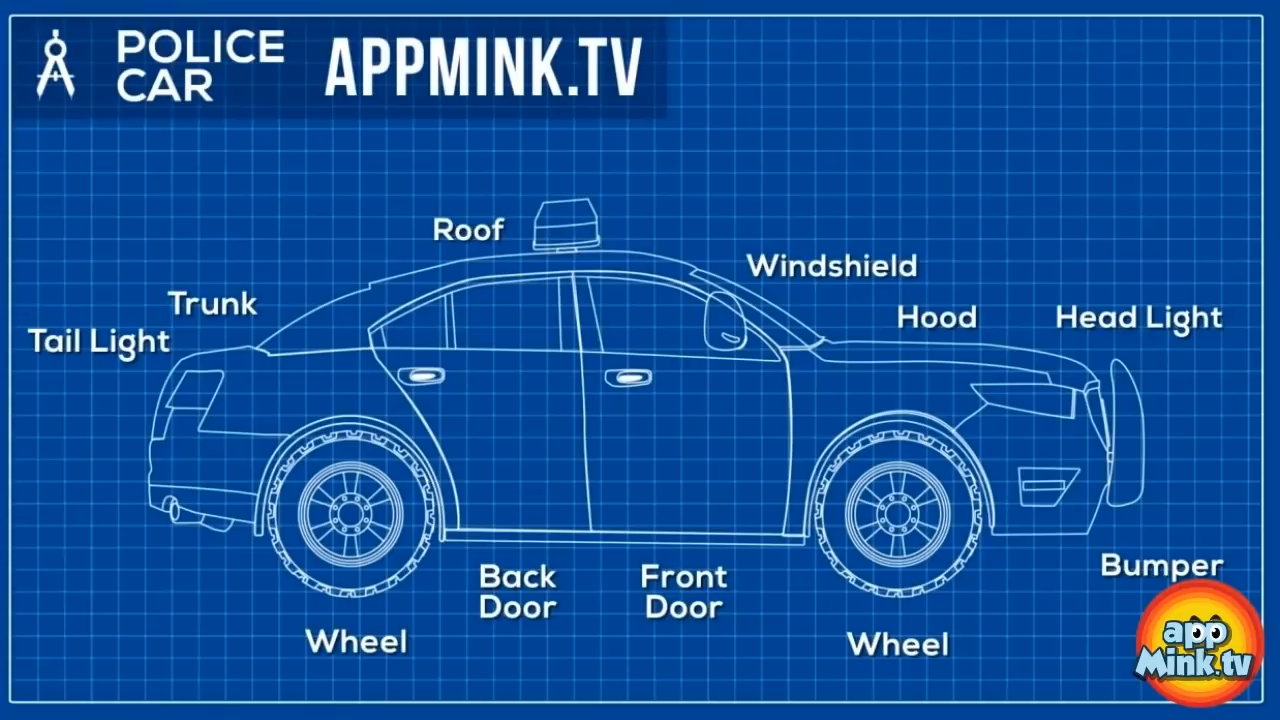 POLICE
CAR
APPMINK.TV
Roof
Windshield
Trunk
Hood
Head Light
Tail Light
Bumper
Back
Door
Front
Door
Wheel
Wheel
app
Mink.tv